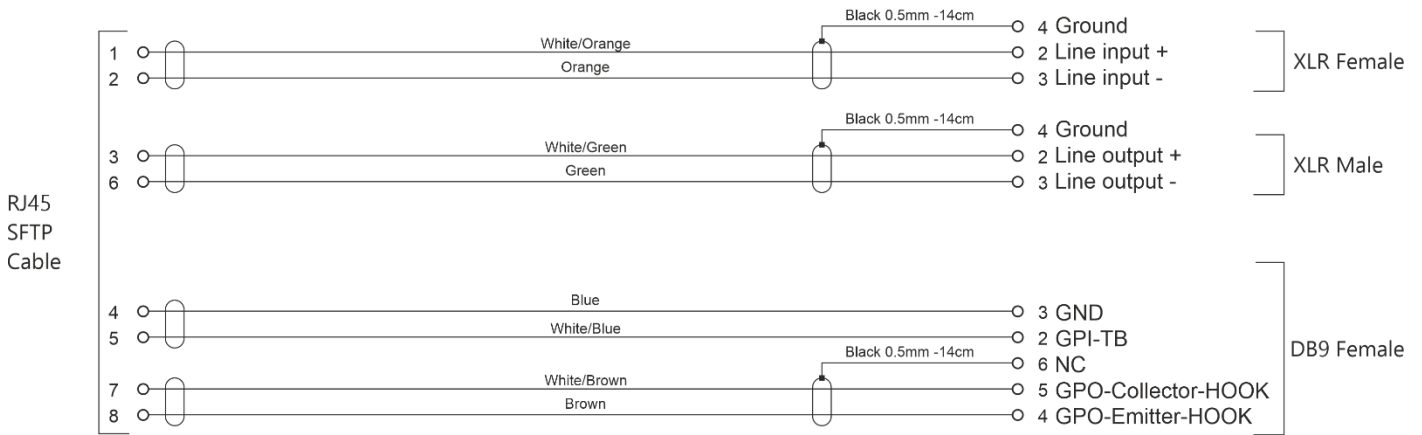 Black 0.5mm -14cm
4 Ground
1 White/Orange 2 Line input +
2 Orange 3 Line input -
XLR Female
Black 0.5mm -14cm
4 Ground
3 White/Green 2 Line output +
6 Green 3 Line output -
XLR Male
RJ45
SFTP
Cable
4 Blue 3 GND
5 White/Blue 2 GPI-TB
Black 0.5mm -14cm
6 NC
7 White/Brown 5 GPO-Collector-HOOK
8 Brown 4 GPO-Emitter-HOOK
DB9 Female